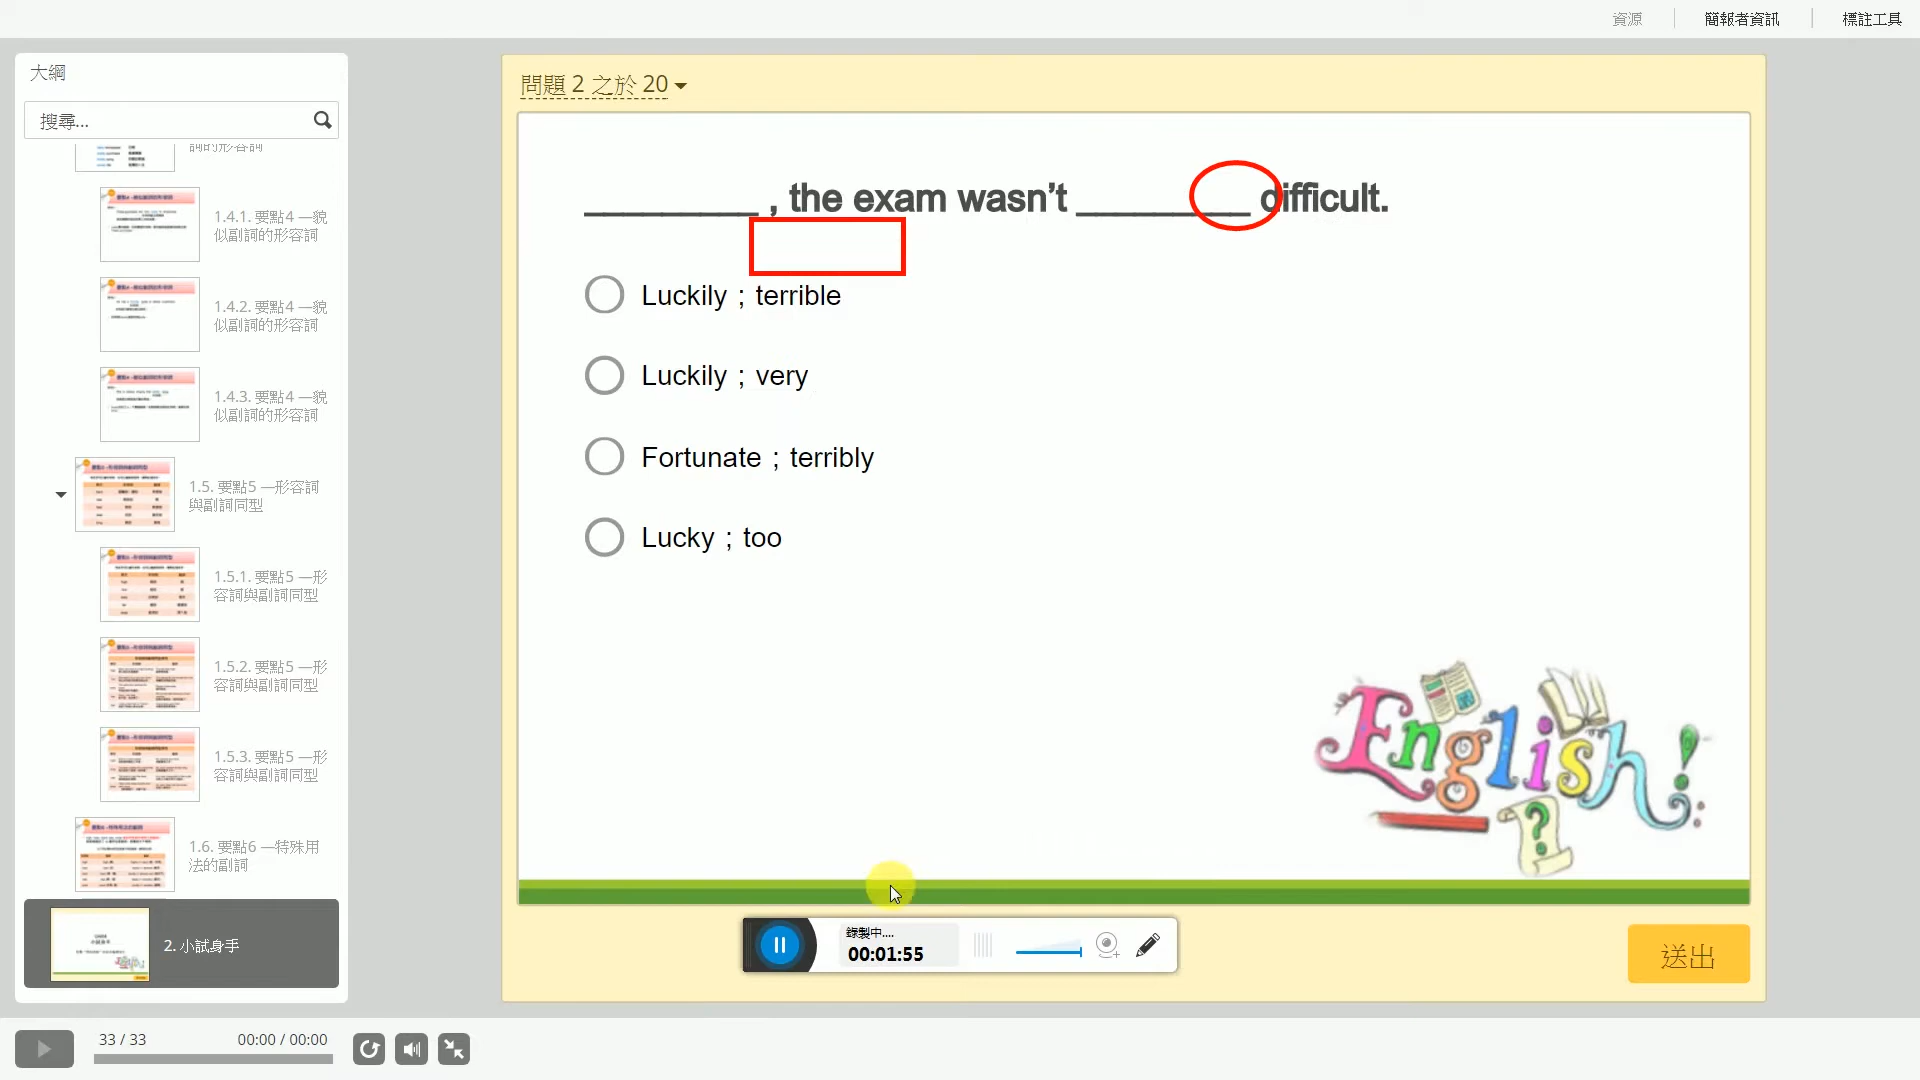 資源
簡報者資訊
標註工具
大綱
搜尋...
詞的形容詞
1.4.1. 要點4 —貌
似副詞的形容詞
1.4.2. 要點4 —貌
似副詞的形容詞
1.4.3. 要點4 —貌
似副詞的形容詞
1.5. 要點5 —形容詞
與副詞同型
1.5.1. 要點5 —形
容詞與副詞同型
1.5.2. 要點5 —形
容詞與副詞同型
1.5.3. 要點5 —形
容詞與副詞同型
1.6. 要點6 —特殊用
法的副詞
2. 小試身手
問題 2 之於 20
__________ , the exam wasn’t __________ difficult.
Luckily；terrible
Luckily；very
Fortunate；terribly
Lucky；too
English!
?
錄製中....
00:01:55
送出
33 / 33
00:00 / 00:00